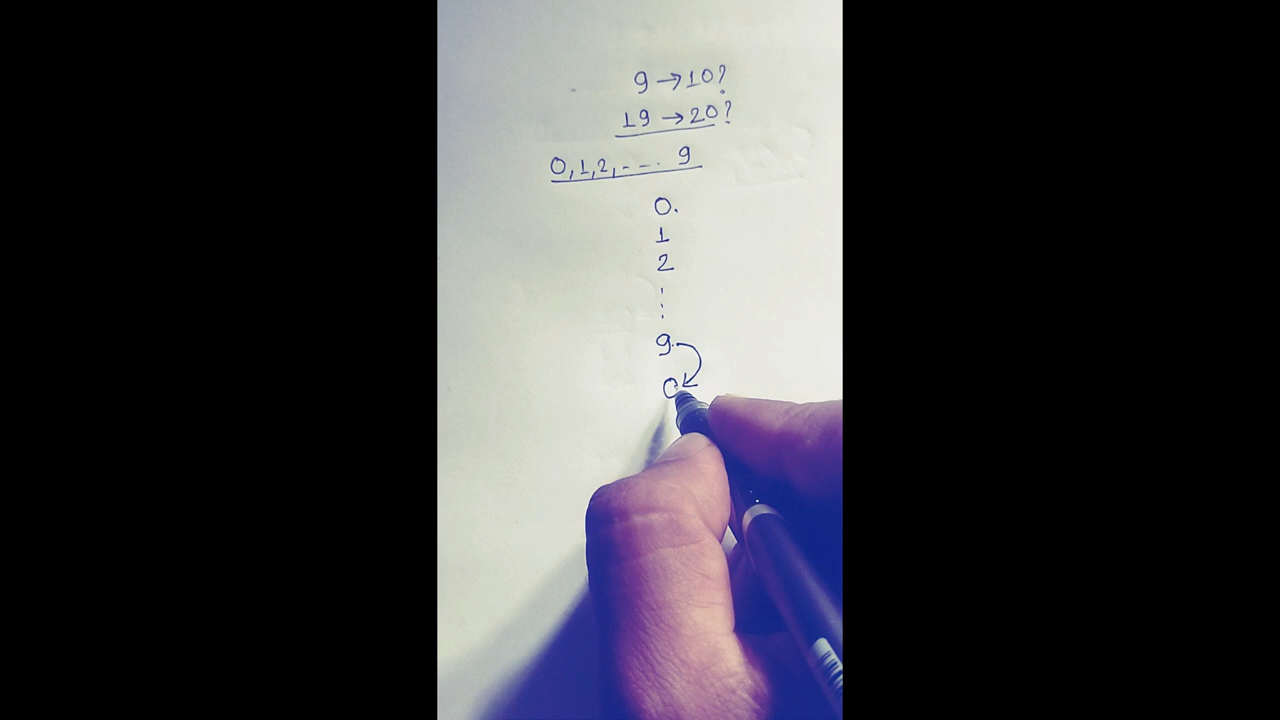 9 → 10?
19 → 20?
0, 1, 2, - - . 9
0.
1
2
⋮
9.
0